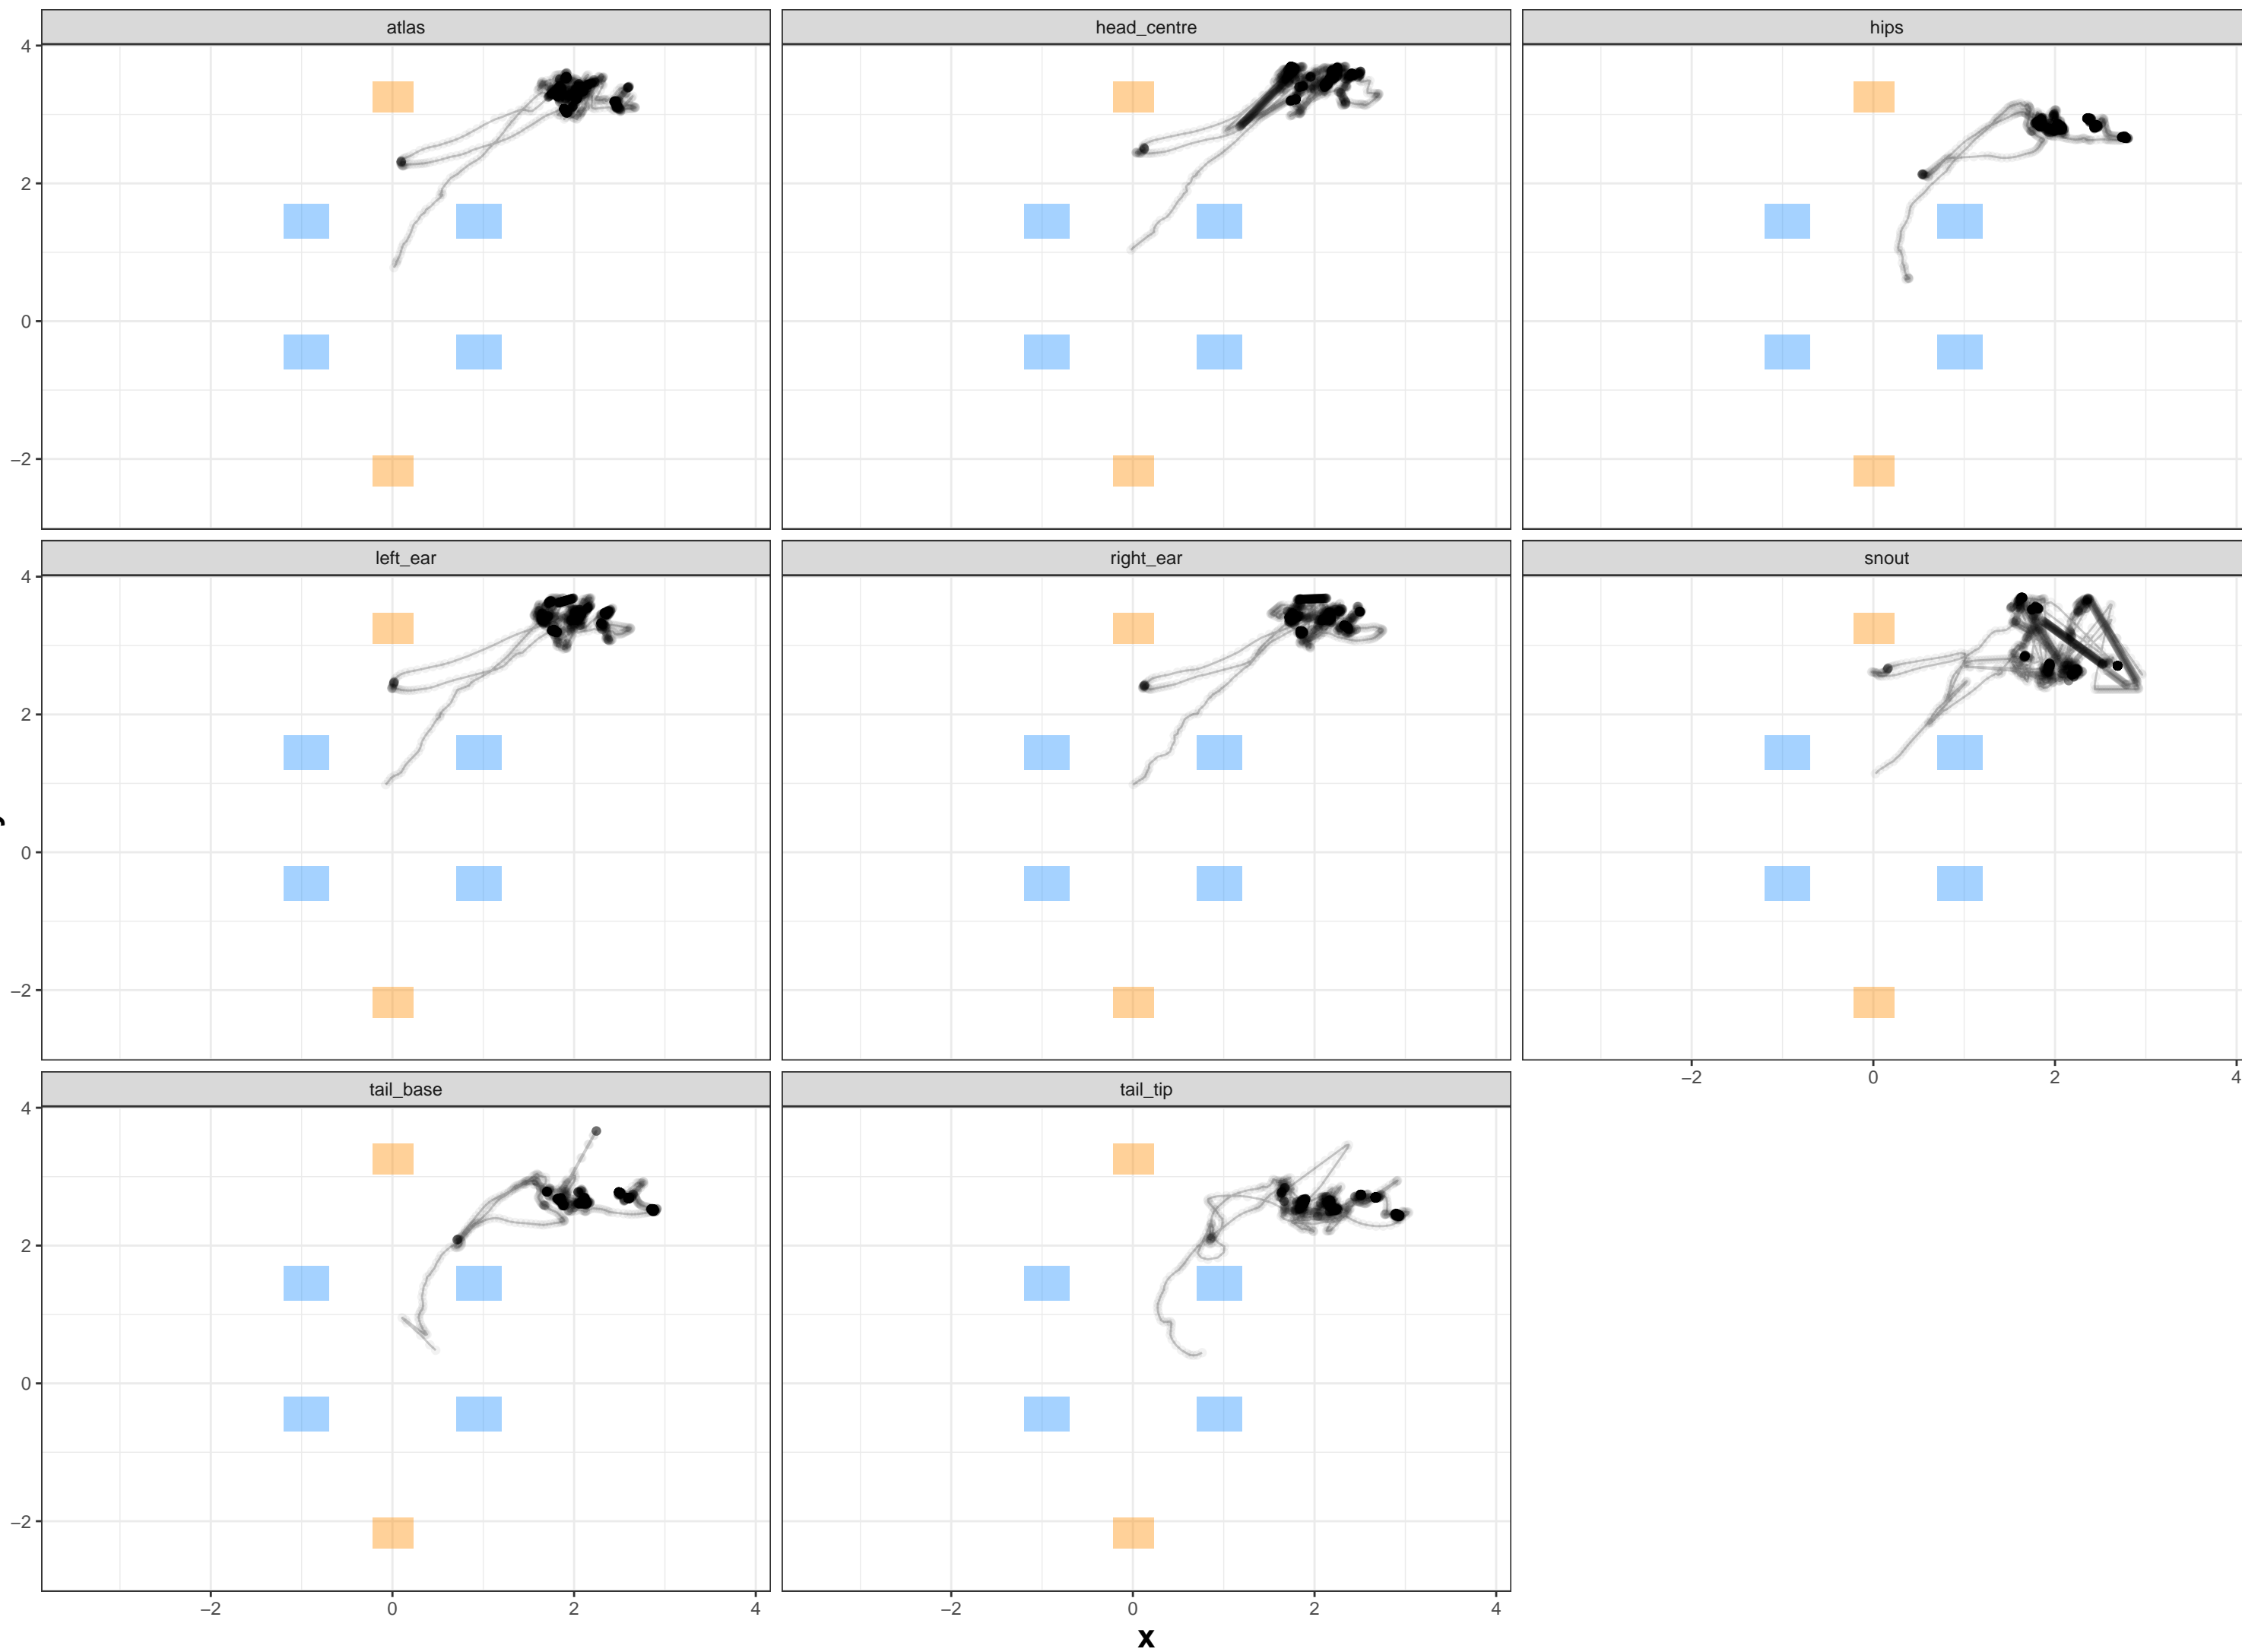 atlas head_centre hips
4
2
0
−2
left_ear right_ear snout
4
2
0
−2
−2 0 2 4
tail_base tail_tip
4
2
0
−2
−2 0 2 4 −2 0 2 4
x